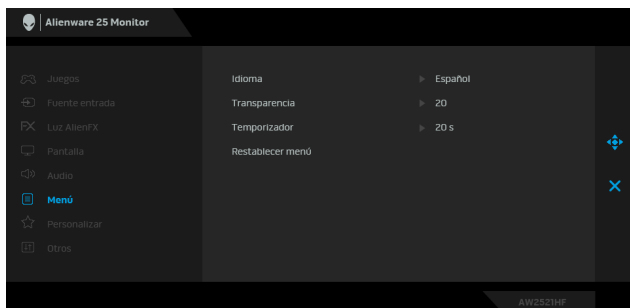 Alienware 25 Monitor
Juegos
Fuente entrada
FX Luz AlienFX
Pantalla
Audio
Menú
Personalizar
Otros
Idioma Español
Transparencia 20
Temporizador 20 s
Restablecer menú
AW2521HF